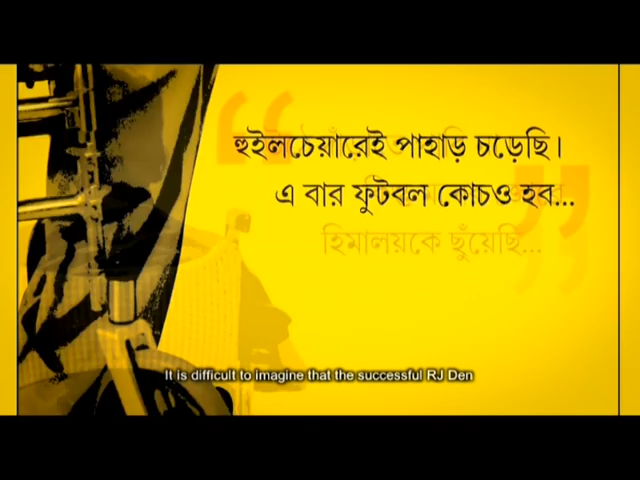 হুইলচেয়ারেই পাহাড় চড়েছি।
এ বার ফুটবল কোচও হব...
হিমালয়কে ছুঁয়েছি...
It is difficult to imagine that the successful RJ Den